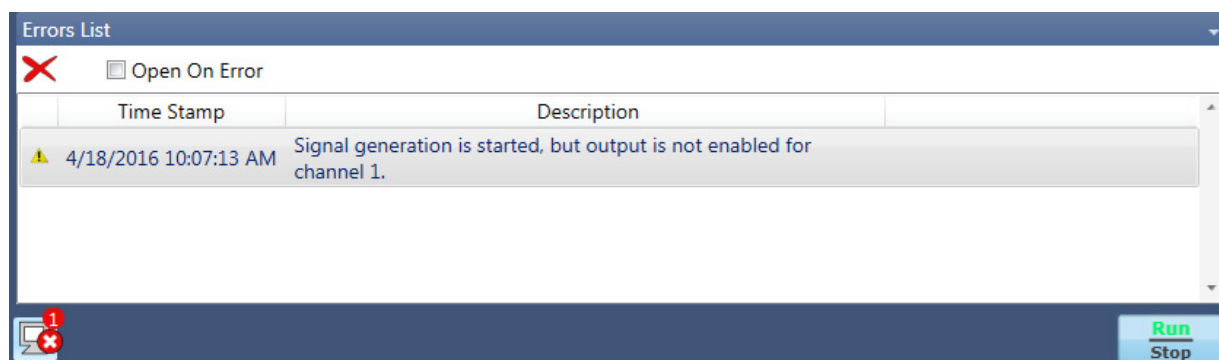 Errors List
Open On Error
Time Stamp Description
4/18/2016 10:07:13 AM Signal generation is started, but output is not enabled for
channel 1.
1
Run
Stop